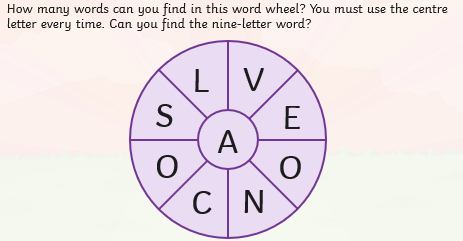 How many words can you find in this word wheel? You must use the centre
letter every time. Can you find the nine-letter word?
L V
S E
A
O O
C N